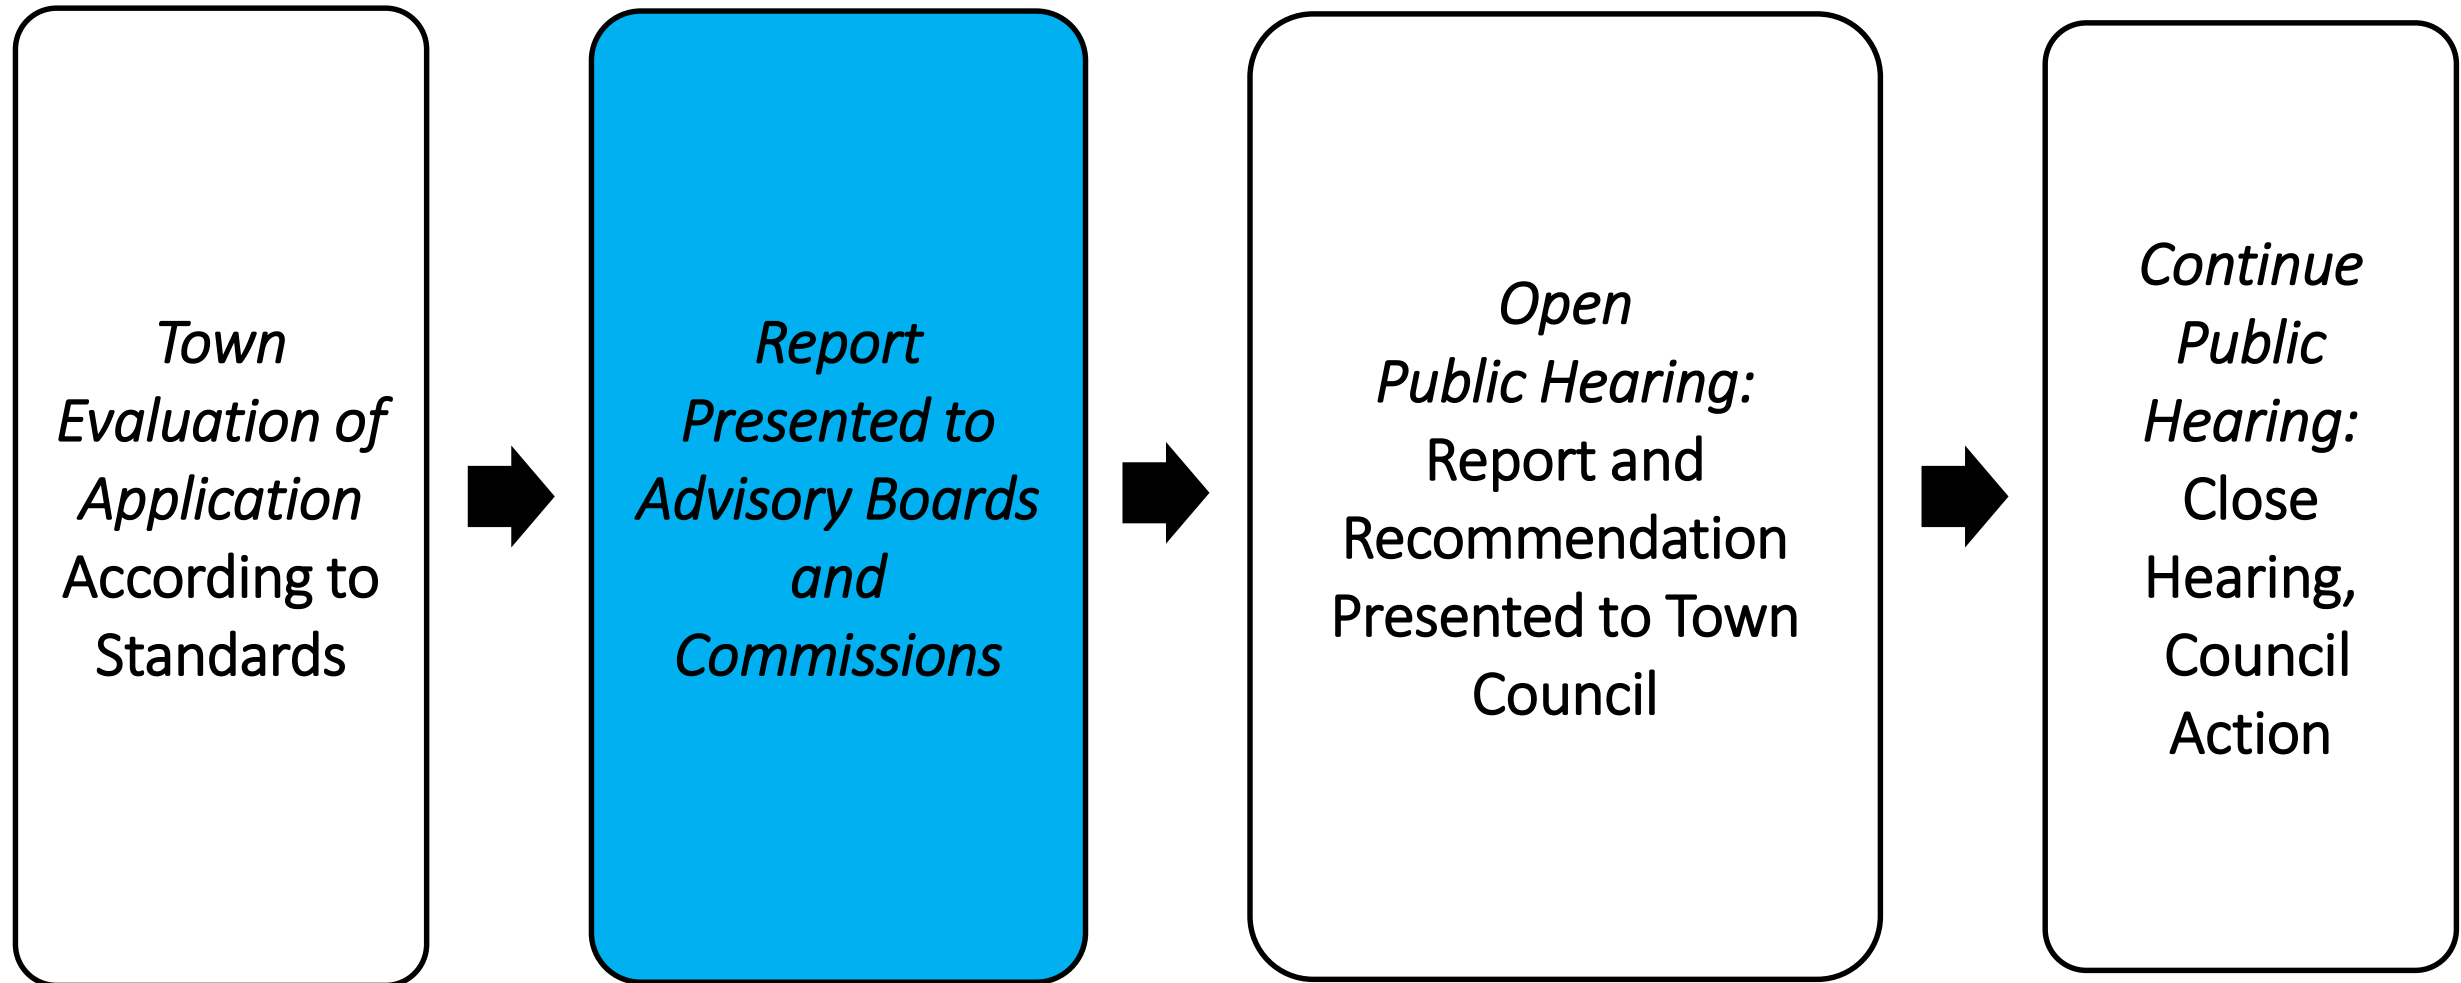 Town
Evaluation of
Application
According to
Standards
Report
Presented to
Advisory Boards
and
Commissions
Open
Public Hearing:
Report and
Recommendation
Presented to Town
Council
Continue
Public
Hearing:
Close
Hearing,
Council
Action